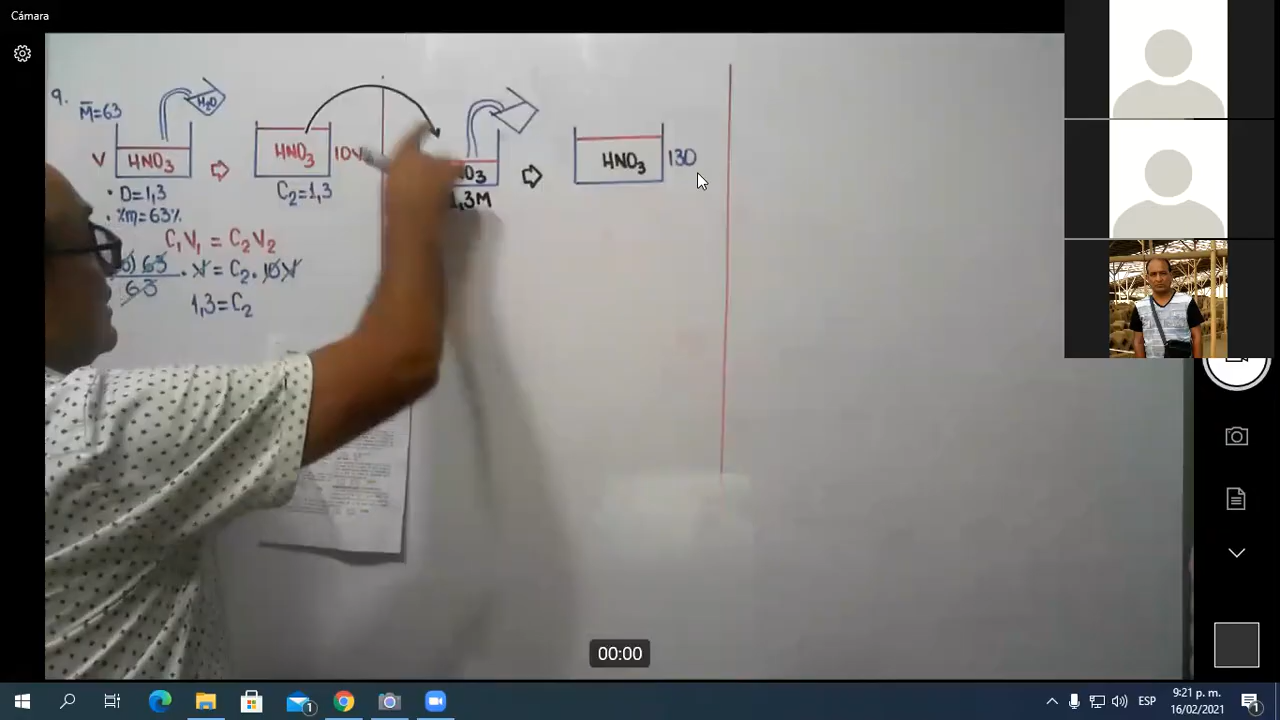 Cámara
9.
M̅=63
H₂O
V
HNO₃
HNO₃
10V
HNO₃
130
• D=1,3
C₂=1,3
1,3M
• %m=63%
C₁V₁ = C₂V₂
63
63
· V = C₂ · 10V
1,3=C₂
00:00
ESP
9:21 p. m.
16/02/2021